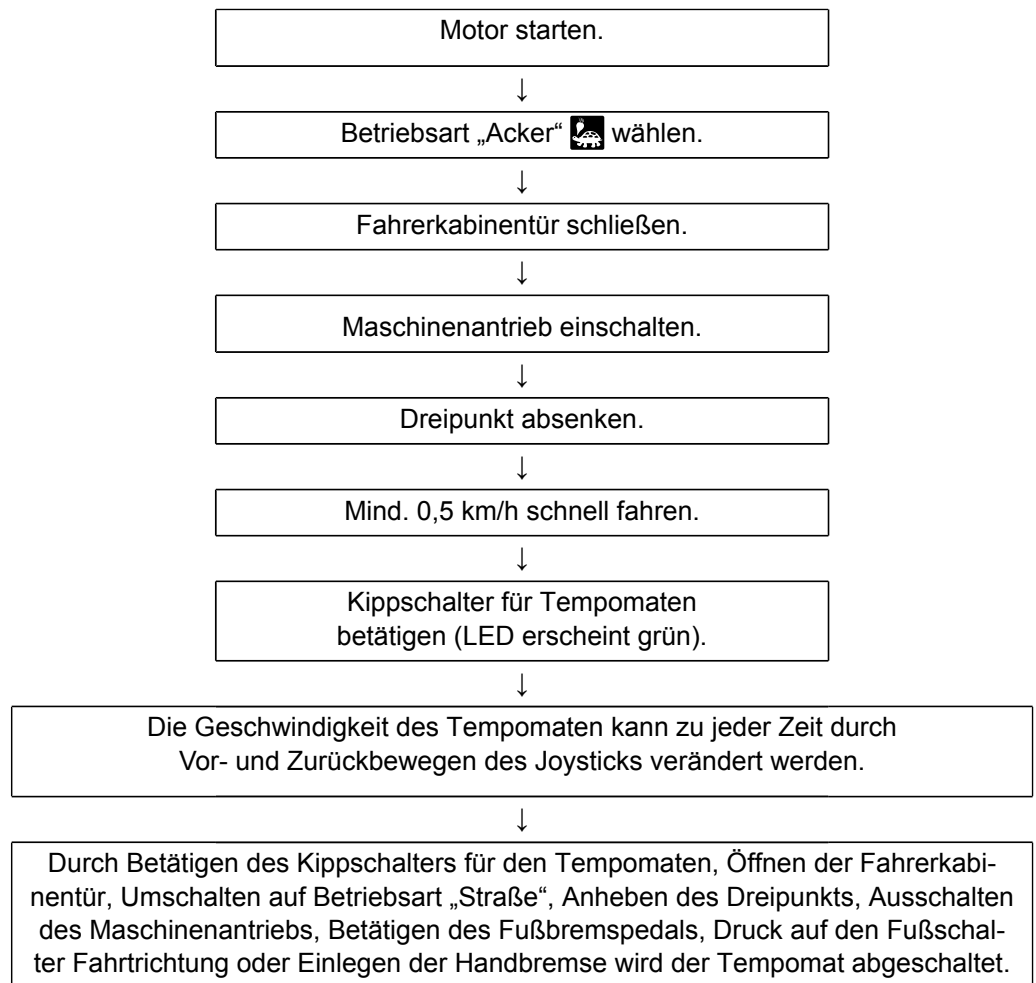 Motor starten.
↓
Betriebsart „Acker“ wählen.
↓
Fahrerkabinentür schließen.
↓
Maschinenantrieb einschalten.
↓
Dreipunkt absenken.
↓
Mind. 0,5 km/h schnell fahren.
↓
Kippschalter für Tempomaten
betätigen (LED erscheint grün).
↓
Die Geschwindigkeit des Tempomaten kann zu jeder Zeit durch
Vor- und Zurückbewegen des Joysticks verändert werden.
↓
Durch Betätigen des Kippschalters für den Tempomaten, Öffnen der Fahrerkabi-
nentür, Umschalten auf Betriebsart „Straße“, Anheben des Dreipunkts, Ausschalten
des Maschinenantriebs, Betätigen des Fußbremspedals, Druck auf den Fußschal-
ter Fahrtrichtung oder Einlegen der Handbremse wird der Tempomat abgeschaltet.